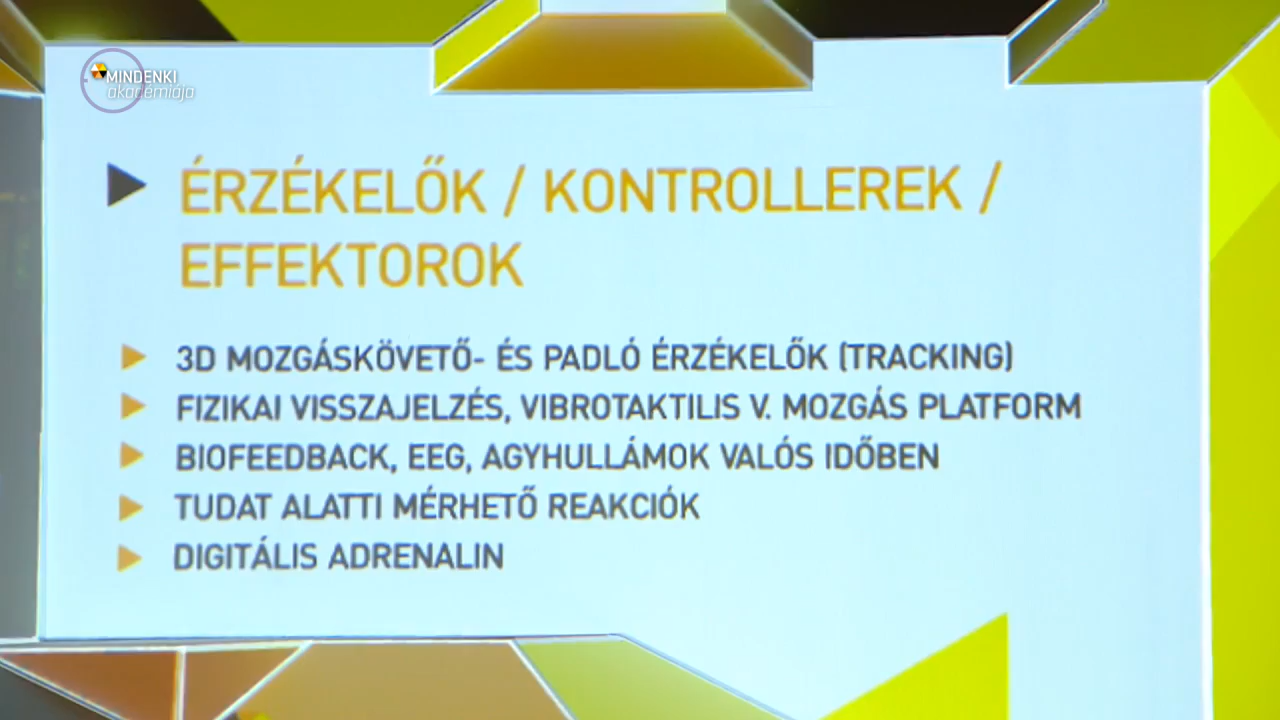 MINDENKI
akadémiája
ÉRZÉKELŐK / KONTROLLEREK /
EFFEKTOROK
3D MOZGÁSKÖVETŐ- ÉS PADLÓ ÉRZÉKELŐK (TRACKING)
FIZIKAI VISSZAJELZÉS, VIBROTAKTILIS V. MOZGÁS PLATFORM
BIOFEEDBACK, EEG, AGYHULLÁMOK VALÓS IDŐBEN
TUDAT ALATTI MÉRHETŐ REAKCIÓK
DIGITÁLIS ADRENALIN